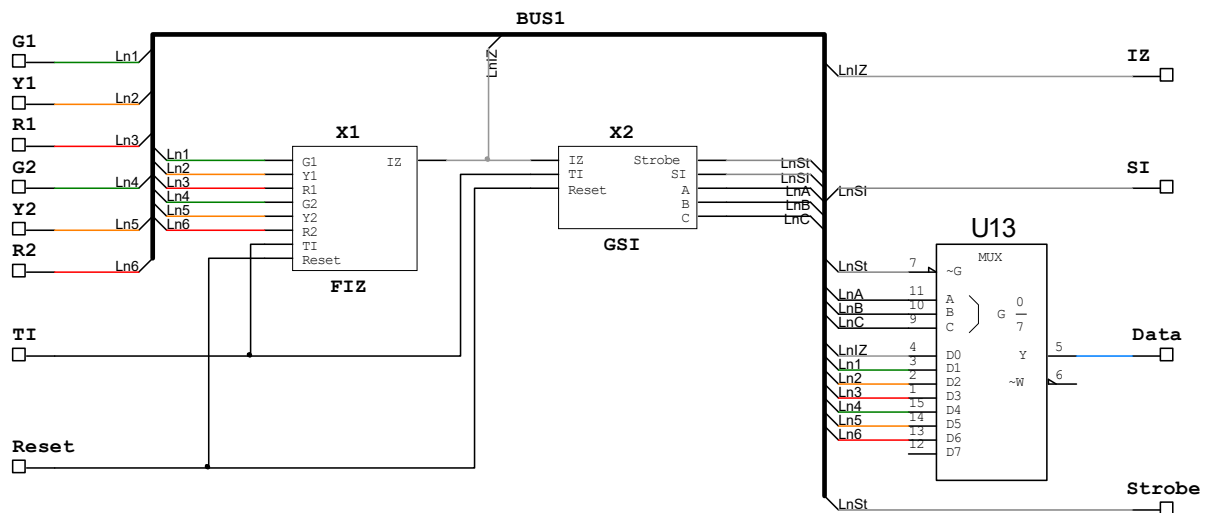 BUS1
G1
Ln1
Y1
Ln2
R1
Ln3
G2
Ln4
Y2
Ln5
R2
Ln6
TI
Reset
LnIZ
X1
Ln1
Ln2
Ln3
Ln4
Ln5
Ln6
G1 IZ
Y1
R1
G2
Y2
R2
TI
Reset
FIZ
X2
IZ Strobe
TI SI
Reset A
B
C
GSI
LnSt
LnSI
LnA
LnB
LnC
LnIZ
IZ
LnSI
SI
U13
MUX
LnSt 7 ~G
LnA 11 A
LnB 10 B
LnC 9 C
G 0
7
LnIZ 4 D0 Y 5
Ln1 3 D1
Ln2 2 D2 ~W 6
Ln3 1 D3
Ln4 15 D4
Ln5 14 D5
Ln6 13 D6
12 D7
Data
LnSt
Strobe